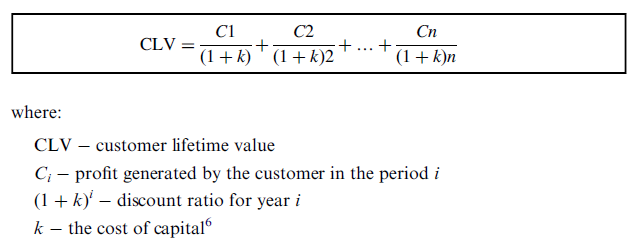 CLV = C1/(1 + k) + C2/(1 + k)2 + … + Cn/(1 + k)n
where:
CLV – customer lifetime value
Cᵢ – profit generated by the customer in the period i
(1 + k)ⁱ – discount ratio for year i
k – the cost of capital⁶